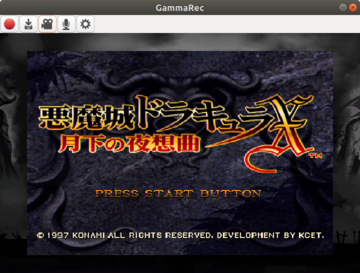 GammaRec
悪魔城ドラキュラX
月下の夜想曲
TM
PRESS START BUTTON
© 1997 KONAMI ALL RIGHTS RESERVED. DEVELOPMENT BY KCET.